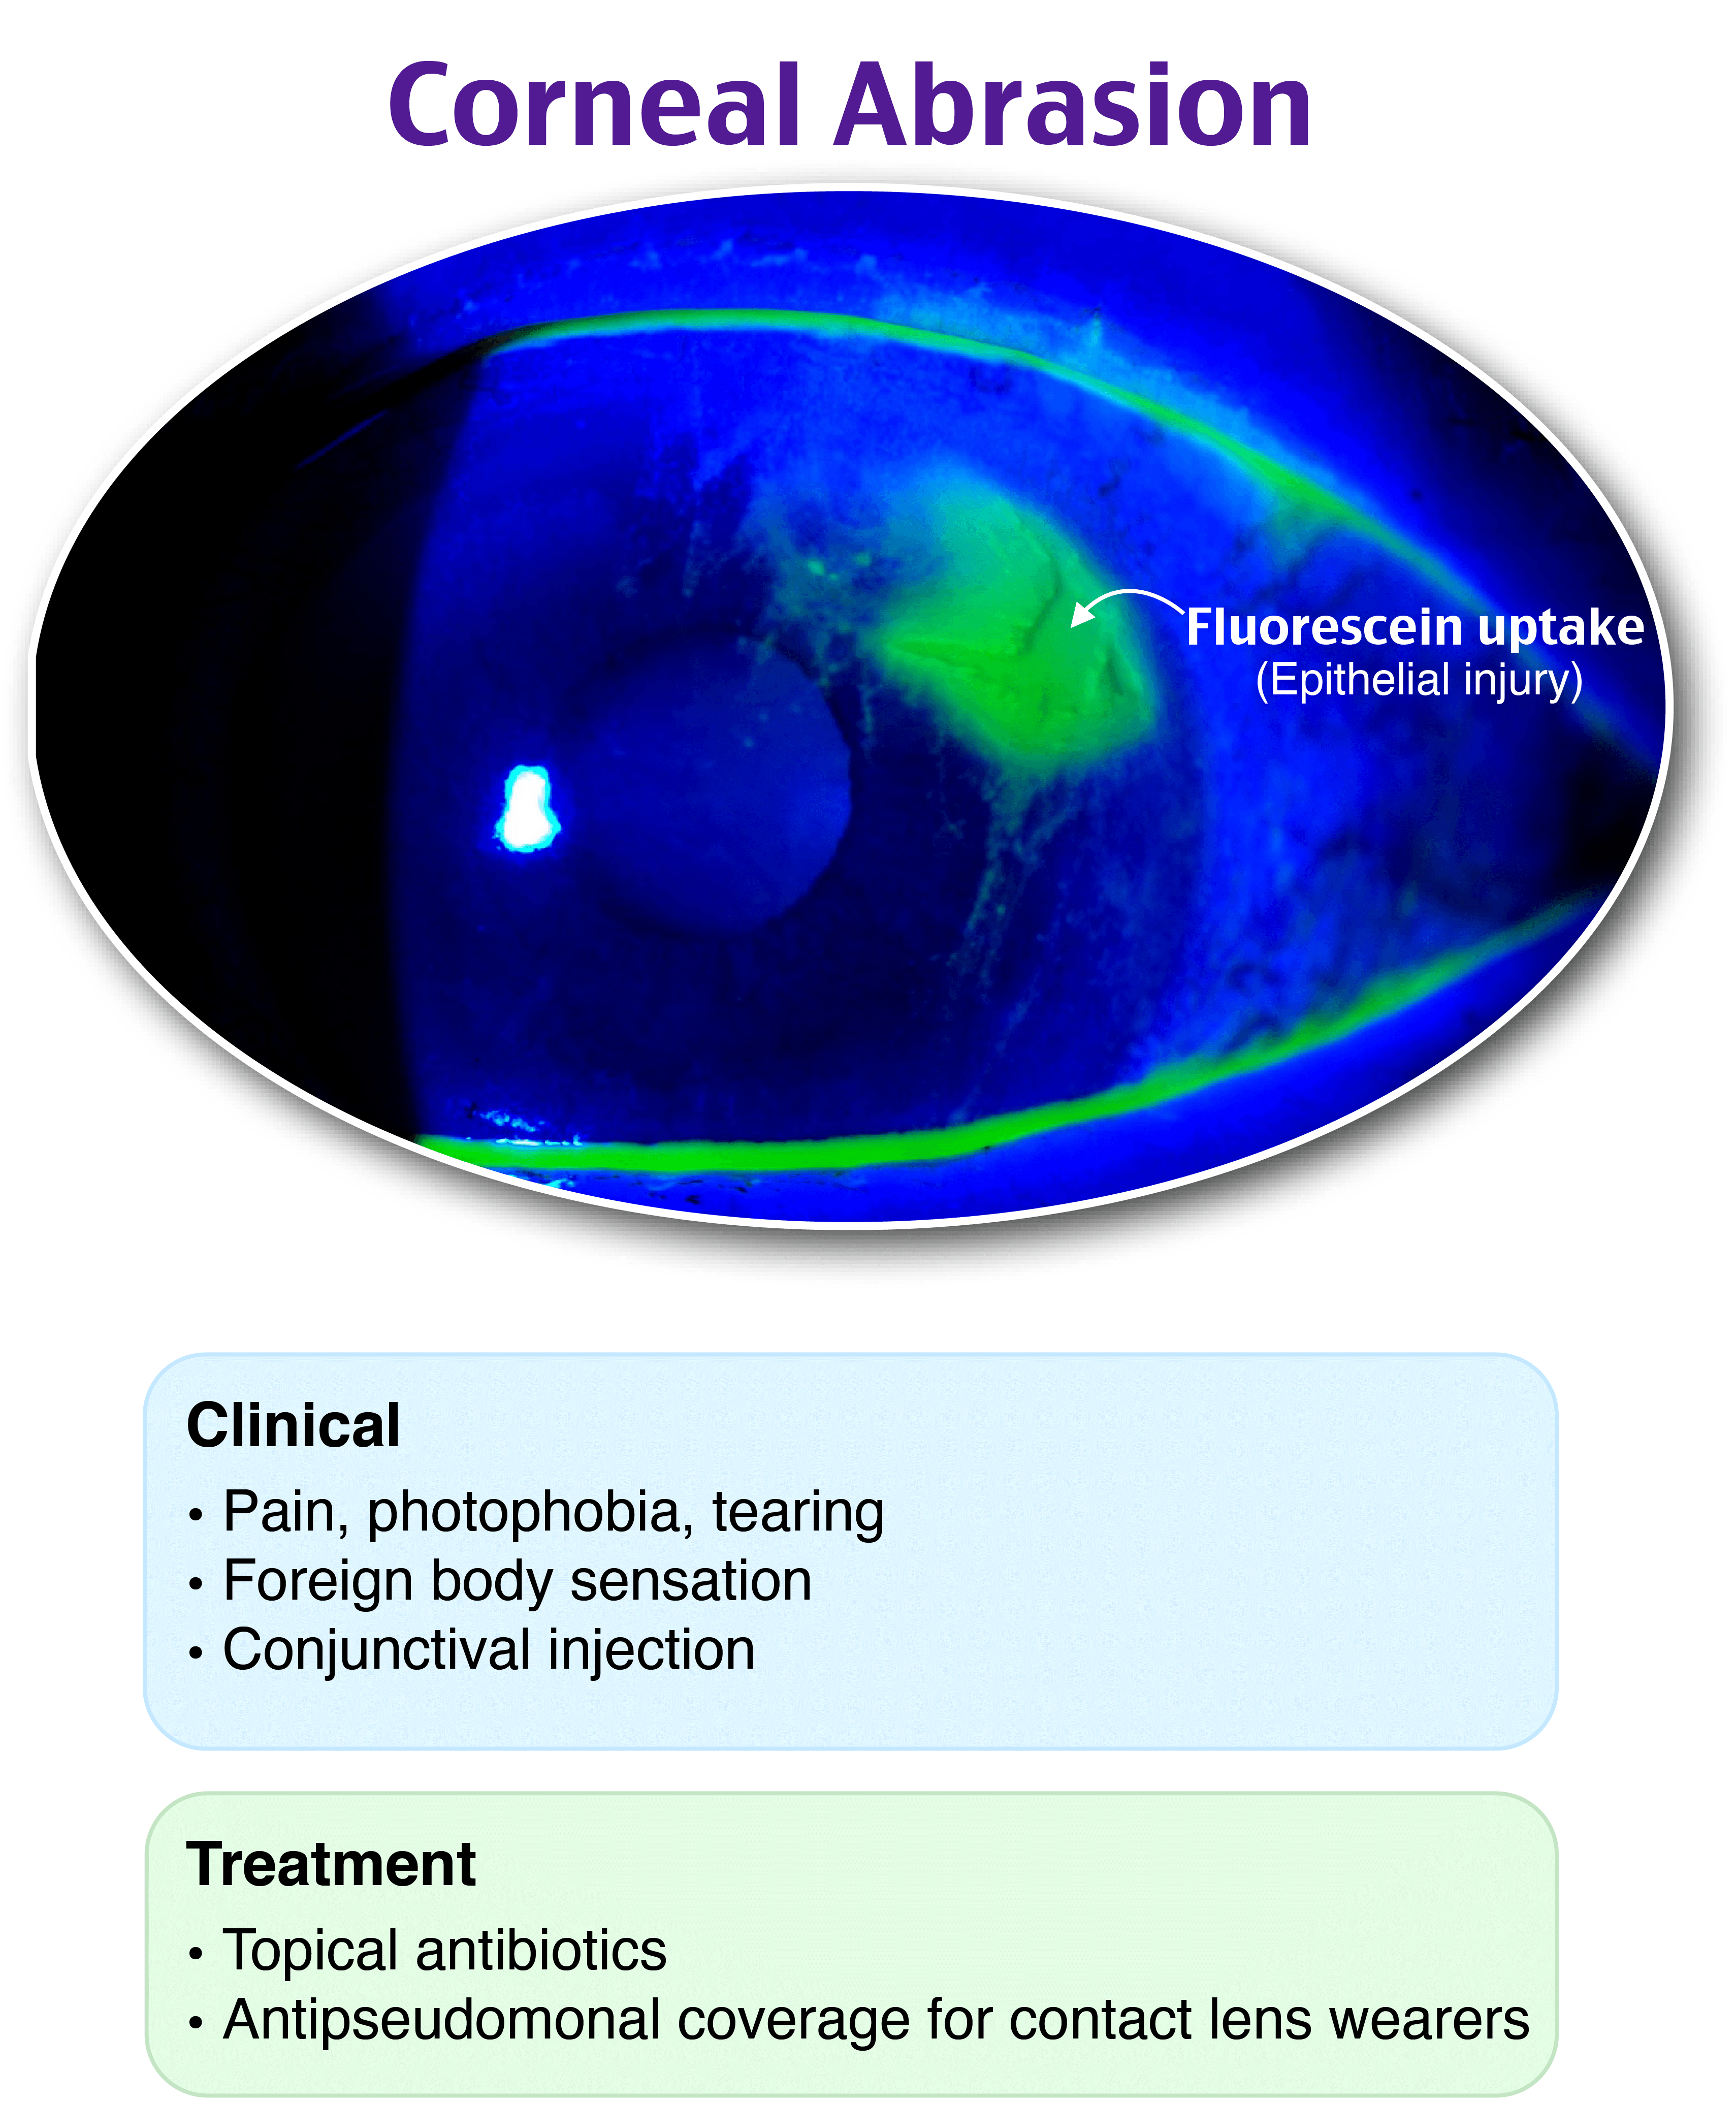 Corneal Abrasion
Fluorescein uptake
(Epithelial injury)
Clinical
• Pain, photophobia, tearing
• Foreign body sensation
• Conjunctival injection
Treatment
• Topical antibiotics
• Antipseudomonal coverage for contact lens wearers